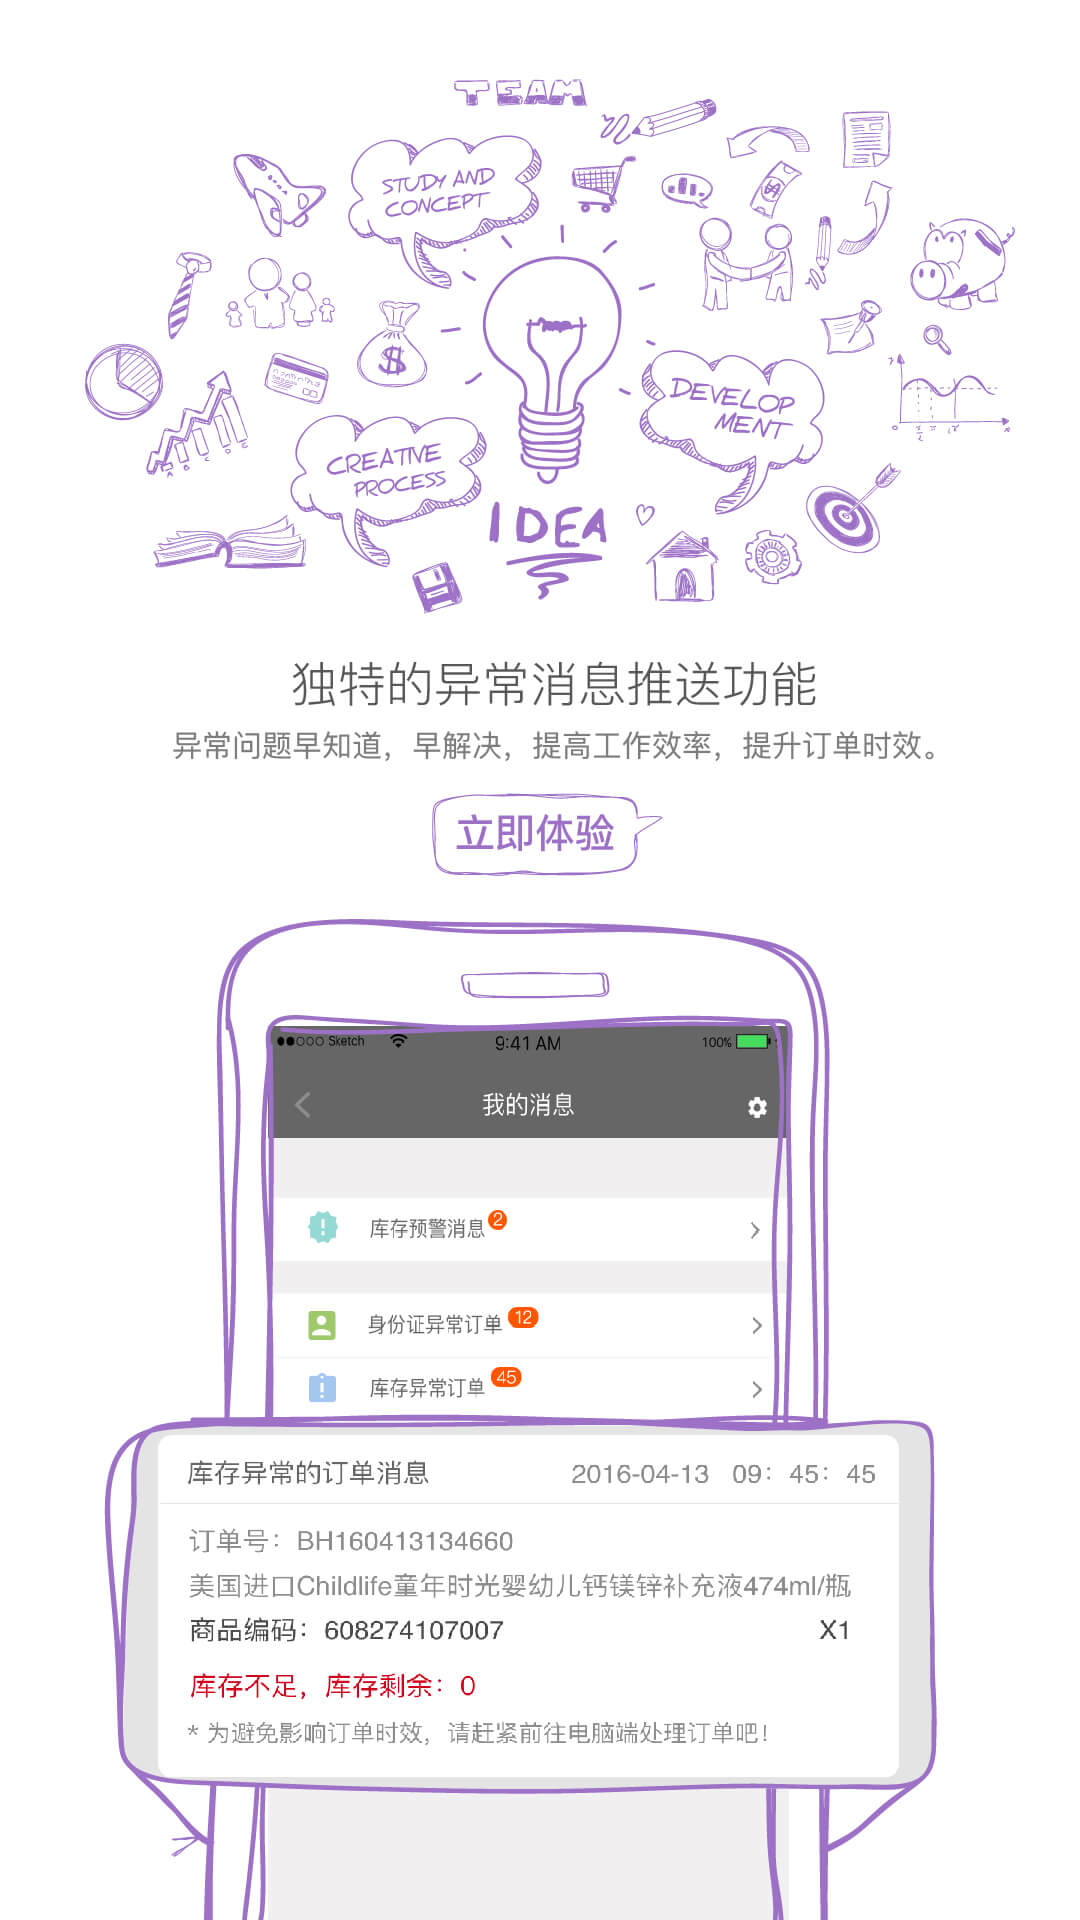 TEAM
STUDY AND
CONCEPT
$
DEVELOP
MENT
CREATIVE
PROCESS
IDEA
独特的异常消息推送功能
异常问题早知道，早解决，提高工作效率，提升订单时效。
立即体验
Sketch 9:41 AM 100%
我的消息
库存预警消息 2
身份证异常订单 12
库存异常订单 45
库存异常的订单消息 2016-04-13 09：45：45
订单号：BH160413134660
美国进口Childlife童年时光婴幼儿钙镁锌补充液474ml/瓶
商品编码：608274107007 X1
库存不足，库存剩余：0
* 为避免影响订单时效，请赶紧前往电脑端处理订单吧！